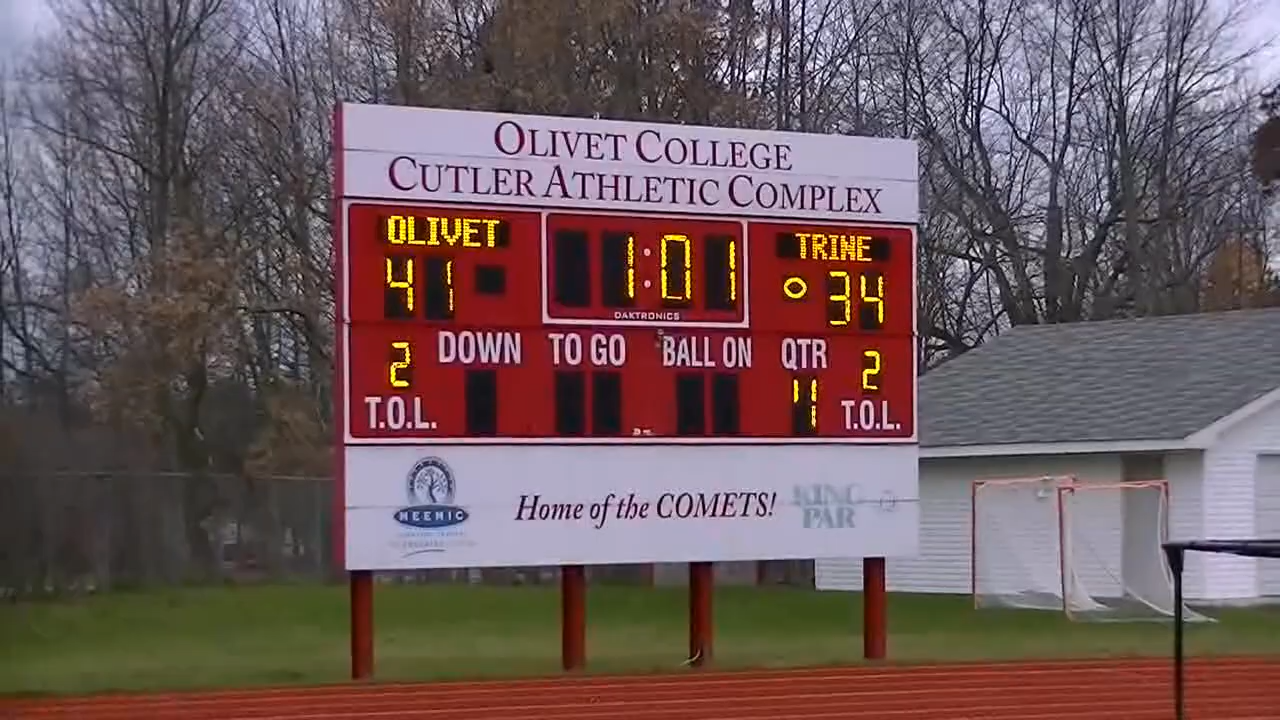 OLIVET COLLEGE
CUTLER ATHLETIC COMPLEX
OLIVET 1:01 TRINE
41 34
DAKTRONICS
2 DOWN TO GO BALL ON QTR 2
T.O.L. 4 T.O.L.
HEEMIC
Home of the COMETS!
KING
PAR